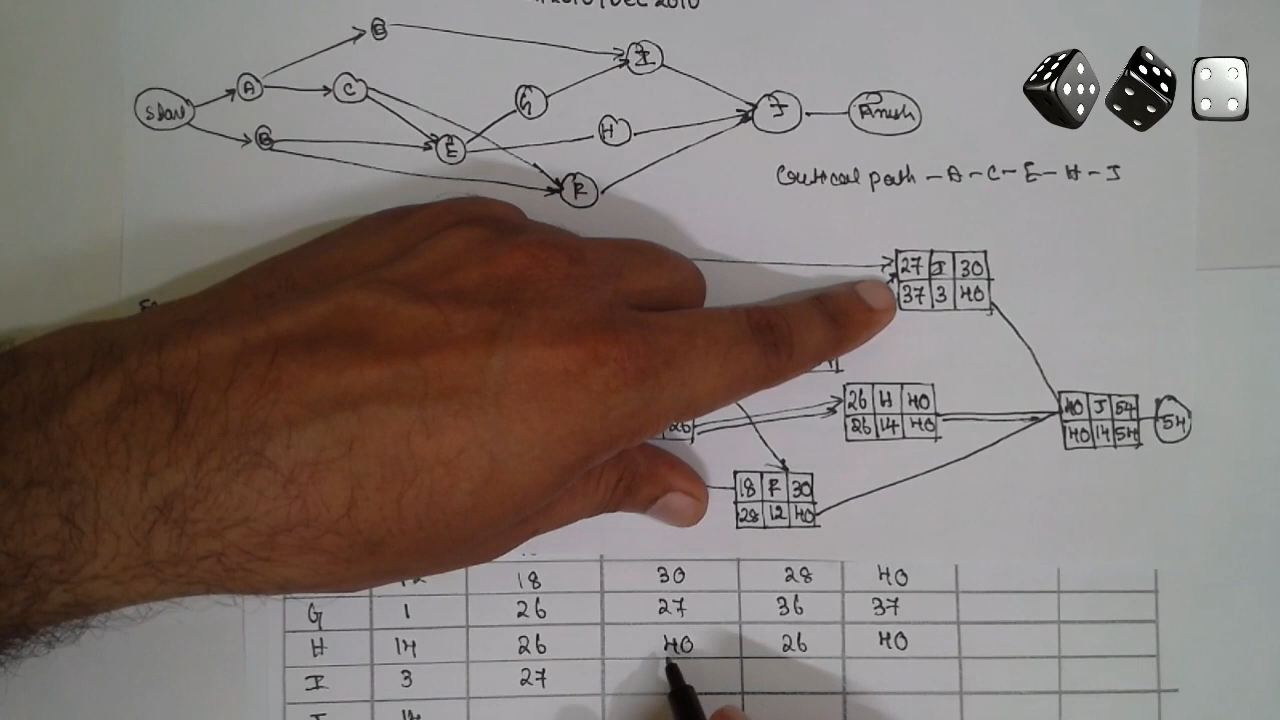 B
I
A
C
G
Start
J
Finish
H
B
E
F
Critical path - A - C - E - H - J
27 I 30
37 3 40
26 H 40
40 J 54
26 14 40
54
26
40 14 54
18 F 30
28 12 40
12 18 30 28 40
G 1 26 27 36 37
H 14 26 40 26 40
I 3 27
J 14